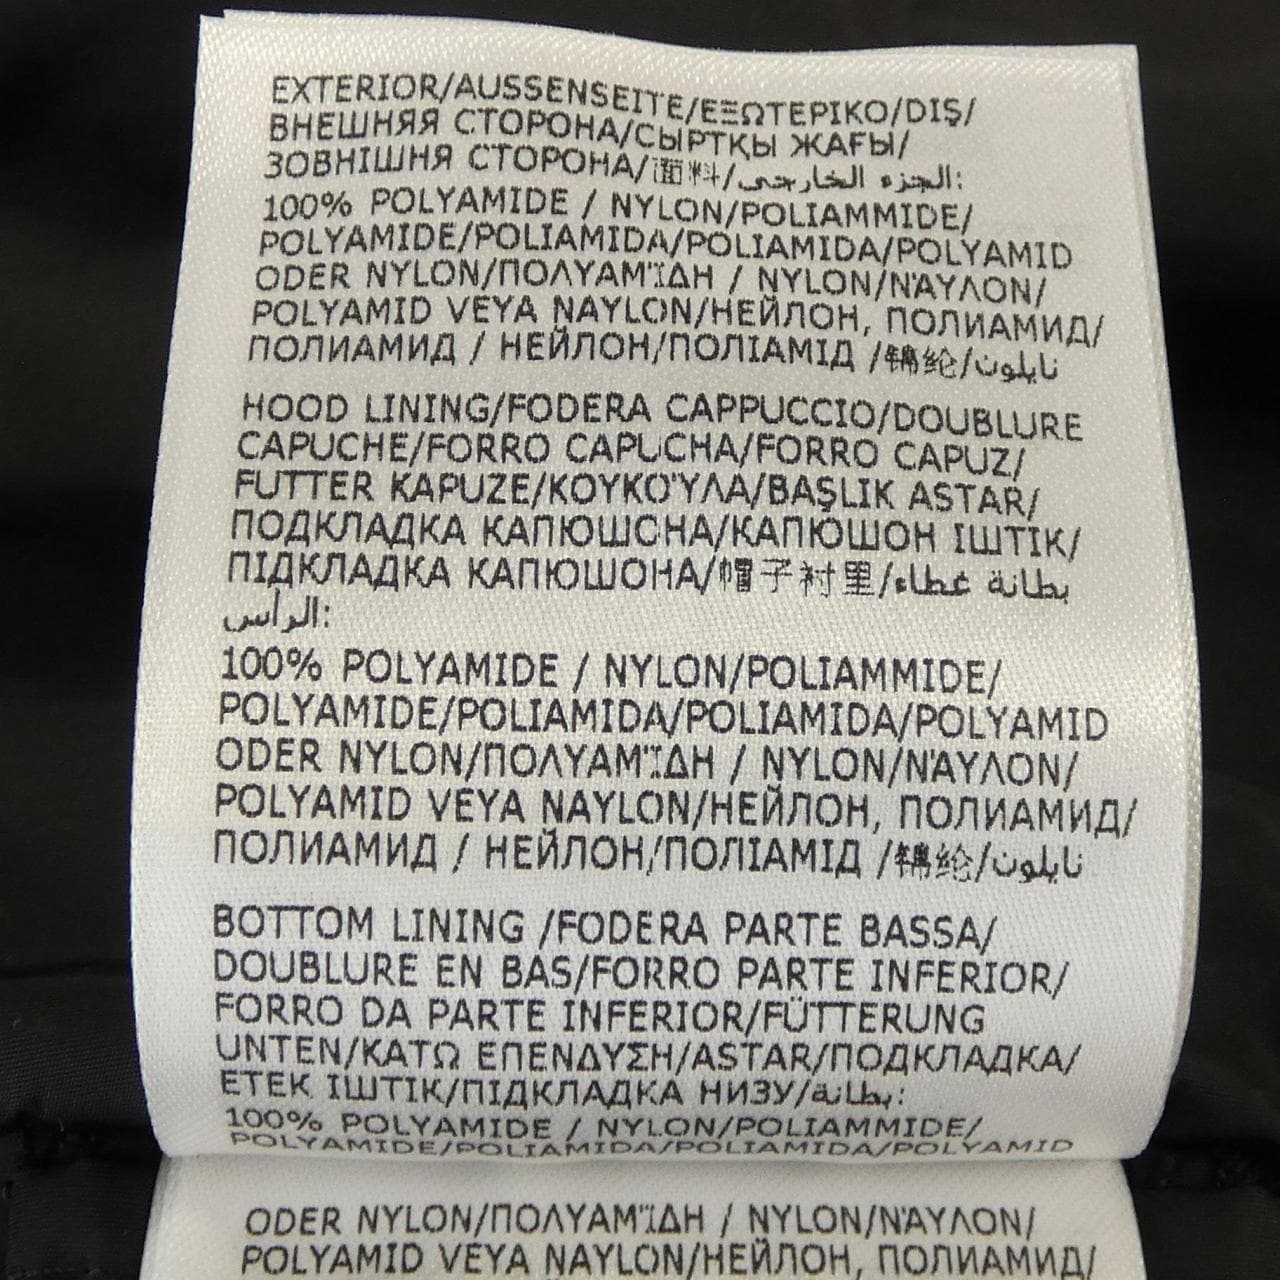 EXTERIOR/AUSSENSEITE/ΕΞΩΤΕΡΙΚΟ/DIŞ/
ВНЕШНЯЯ СТОРОНА/СЫРТҚЫ ЖАҒЫ/
ЗОВНІШНЯ СТОРОНА/面料/الجزء الخارجى:
100% POLYAMIDE / NYLON/POLIAMMIDE/
POLYAMIDE/POLIAMIDA/POLIAMIDA/POLYAMID
ODER NYLON/ΠΟΛΥΑΜΊΔΗ / NYLON/ΝΆΥΛΟΝ/
POLYAMID VEYA NAYLON/НЕЙЛОН, ПОЛИАМИД/
ПОЛИАМИД / НЕЙЛОН/ПОЛІАМІД /锦纶/نايلون
HOOD LINING/FODERA CAPPUCCIO/DOUBLURE
CAPUCHE/FORRO CAPUCHA/FORRO CAPUZ/
FUTTER KAPUZE/ΚΟΥΚΟΎΛΑ/BAŞLIK ASTAR/
ПОДКЛАДКА КАПЮШОНА/КАПЮШОН ІШТІК/
ПІДКЛАДКА КАПЮШОНА/帽子衬里/بطانة غطاء
الرأس:
100% POLYAMIDE / NYLON/POLIAMMIDE/
POLYAMIDE/POLIAMIDA/POLIAMIDA/POLYAMID
ODER NYLON/ΠΟΛΥΑΜΊΔΗ / NYLON/ΝΆΥΛΟΝ/
POLYAMID VEYA NAYLON/НЕЙЛОН, ПОЛИАМИД/
ПОЛИАМИД / НЕЙЛОН/ПОЛІАМІД /锦纶/نايلون
BOTTOM LINING /FODERA PARTE BASSA/
DOUBLURE EN BAS/FORRO PARTE INFERIOR/
FORRO DA PARTE INFERIOR/FÜTTERUNG
UNTEN/ΚΑΤΩ ΕΠΕΝΔΥΣΗ/ASTAR/ПОДКЛАДКА/
ЕТЕК ІШТІК/ПІДКЛАДКА НИЗУ/بطانة:
100% POLYAMIDE / NYLON/POLIAMMIDE/
POLYAMIDE/POLIAMIDA/POLIAMIDA/POLYAMID
ODER NYLON/ΠΟΛΥΑΜΊΔΗ / NYLON/ΝΆΥΛΟΝ/
POLYAMID VEYA NAYLON/НЕЙЛОН, ПОЛИАМИД/